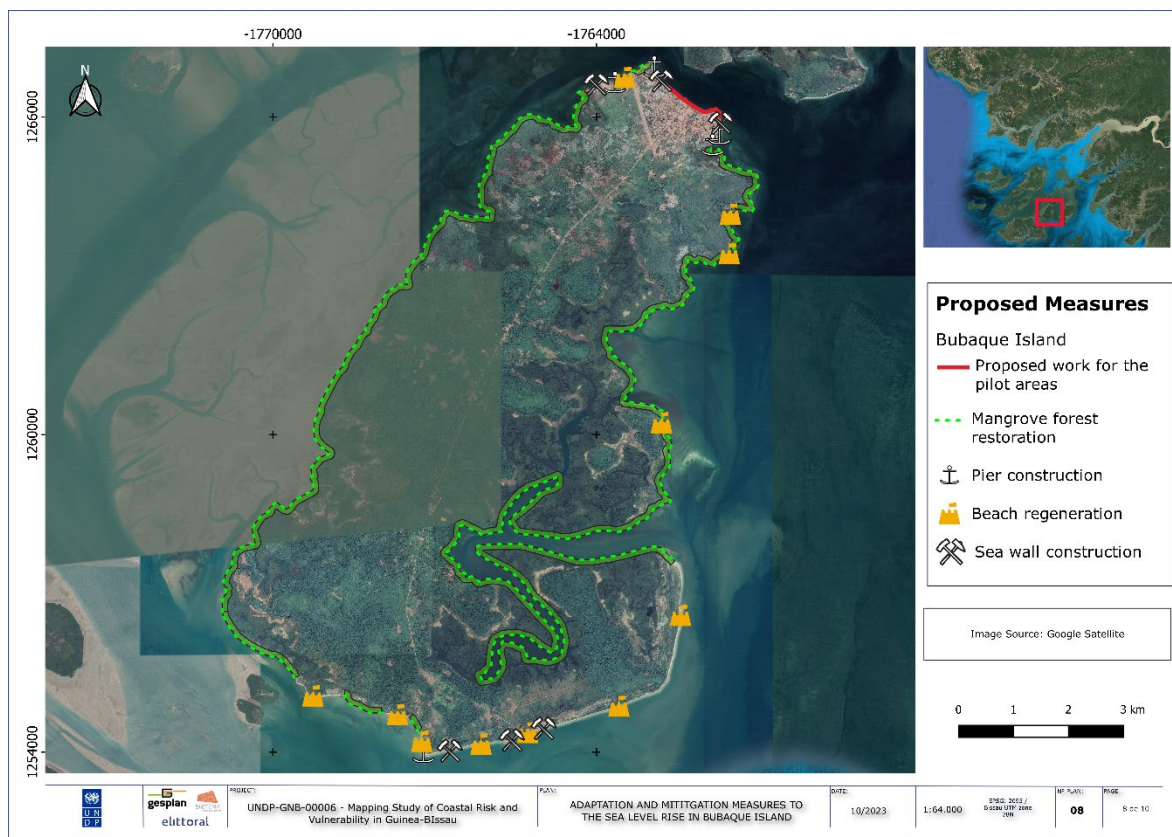 -1770000
-1764000
N
1266000
1260000
1254000
Proposed Measures
Bubaque Island
Proposed work for the
pilot areas
Mangrove forest
restoration
Pier construction
Beach regeneration
Sea wall construction
Image Source: Google Satellite
0 1 2 3 km
U N
D P
gesplan
elittoral
PROJECT:
UNDP-GNB-00006 - Mapping Study of Coastal Risk and
Vulnerability in Guinea-BIssau
PLAN:
ADAPTATION AND MITITGATION MEASURES TO
THE SEA LEVEL RISE IN BUBAQUE ISLAND
DATE:
10/2023
1:64.000
Bissau UTM zone
Nº PLAN:
08
PAGE:
8 de 10